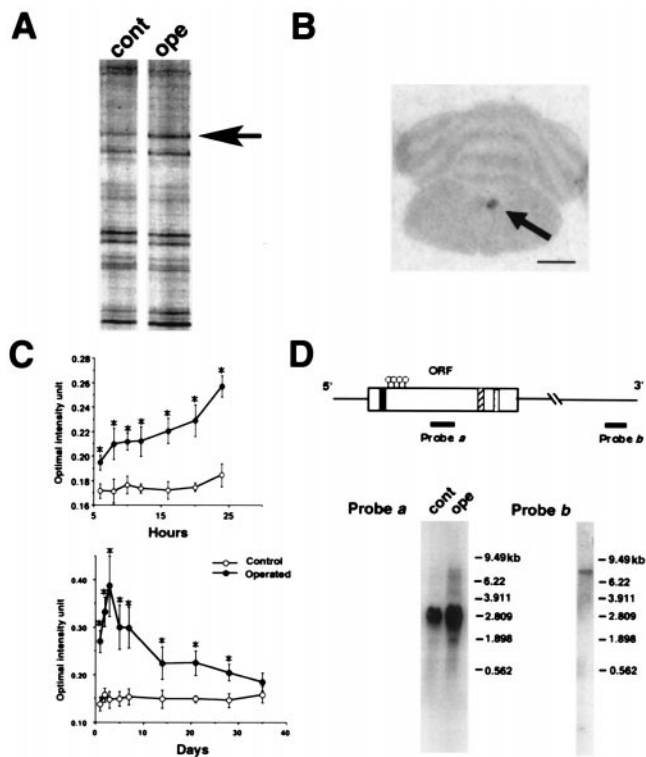 A
cont
ope
B
C
Optimal intensity unit
0.28
0.26
0.24
0.22
0.20
0.18
0.16
5
15
25
35
Hours
Control
Operated
Optimal intensity unit
0.40
0.30
0.20
0.10
0
10
20
30
40
Days
D
ORF
5'
3'
Probe a
Probe b
Probe a
cont
ope
9.49kb
6.22
3.911
2.809
1.898
0.562
Probe b
9.49kb
6.22
3.911
2.809
1.898
0.562